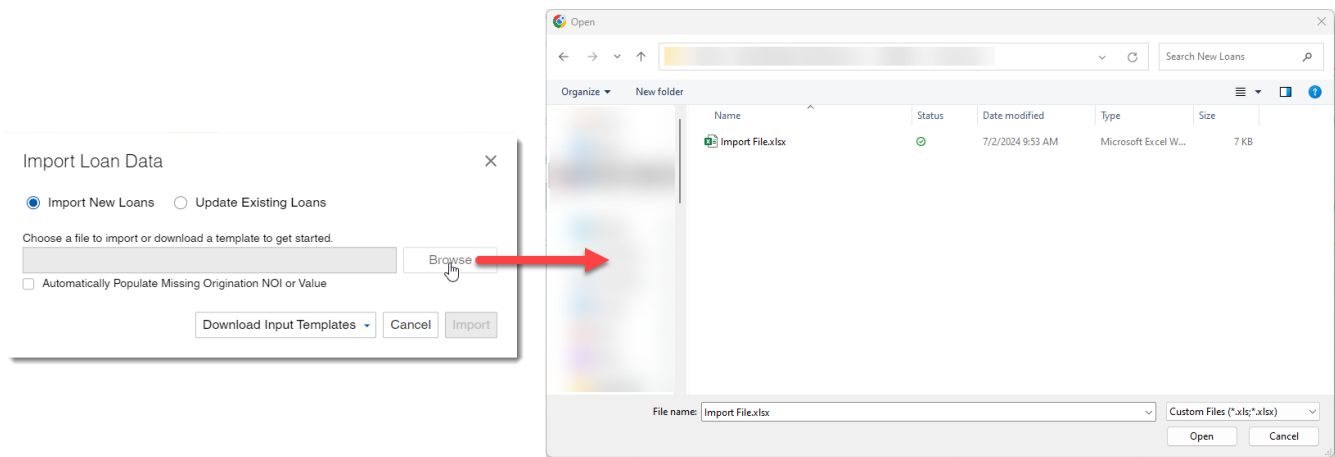 Import Loan Data
Import New Loans Update Existing Loans
Choose a file to import or download a template to get started.
Browse
Automatically Populate Missing Origination NOI or Value
Download Input Templates Cancel Import
Open
Search New Loans
Organize New folder
Name Status Date modified Type Size
Import File.xlsx 7/2/2024 9:53 AM Microsoft Excel W... 7 KB
File name: Import File.xlsx Custom Files (*.xls;*.xlsx)
Open Cancel